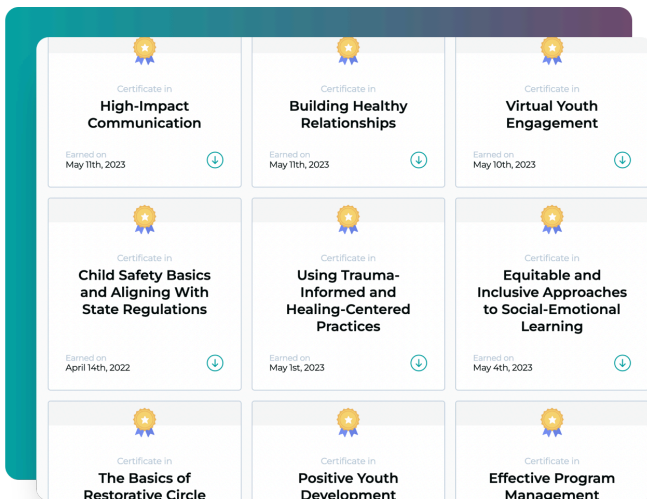 Certificate in
High-Impact
Communication
Earned on
May 11th, 2023
Certificate in
Building Healthy
Relationships
Earned on
May 11th, 2023
Certificate in
Virtual Youth
Engagement
Earned on
May 10th, 2023
Certificate in
Child Safety Basics
and Aligning With
State Regulations
Earned on
April 14th, 2022
Certificate in
Using Trauma-
Informed and
Healing-Centered
Practices
Earned on
May 1st, 2023
Certificate in
Equitable and
Inclusive Approaches
to Social-Emotional
Learning
Earned on
May 4th, 2023
Certificate in
The Basics of
Restorative Circle
Certificate in
Positive Youth
Development
Certificate in
Effective Program
Management